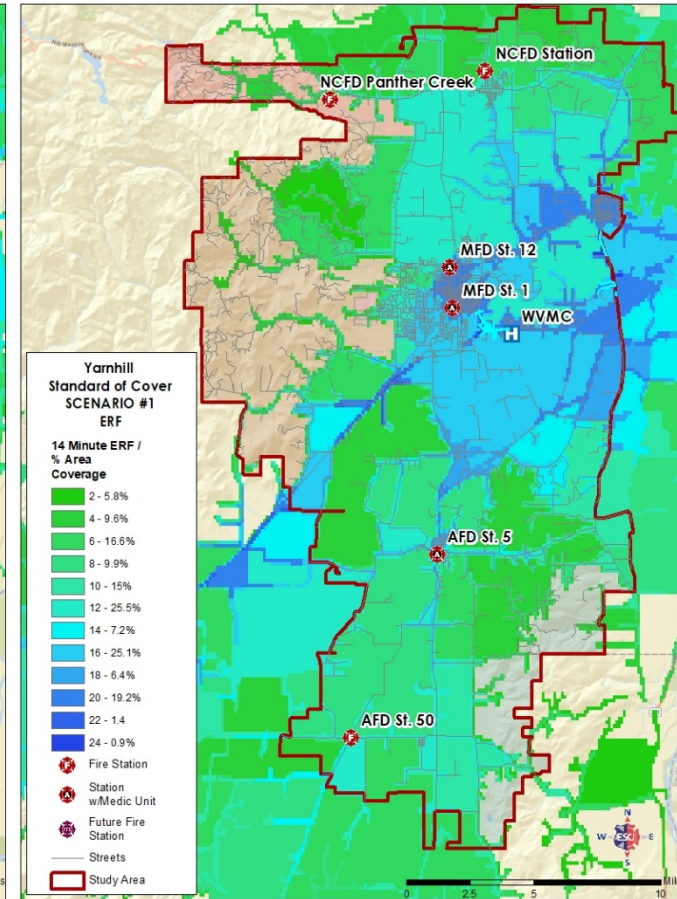 NCFD Station
NCFD Panther Creek
MFD St. 12
MFD St. 1
WVMC
H
AFD St. 5
AFD St. 50
Yarnhill
Standard of Cover
SCENARIO #1
ERF
14 Minute ERF /
% Area
Coverage
2 - 5.8%
4 - 9.6%
6 - 16.6%
8 - 9.9%
10 - 15%
12 - 25.5%
14 - 7.2%
16 - 25.1%
18 - 6.4%
20 - 19.2%
22 - 1.4
24 - 0.9%
F Fire Station
A Station
w/Medic Unit
Future Fire
Station
Streets
Study Area
N
W ESCi E
S
0 2.5 5 10
Mil